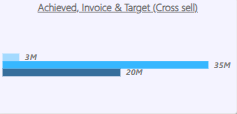 Achieved, Invoice & Target (Cross sell)
3M
35M
20M